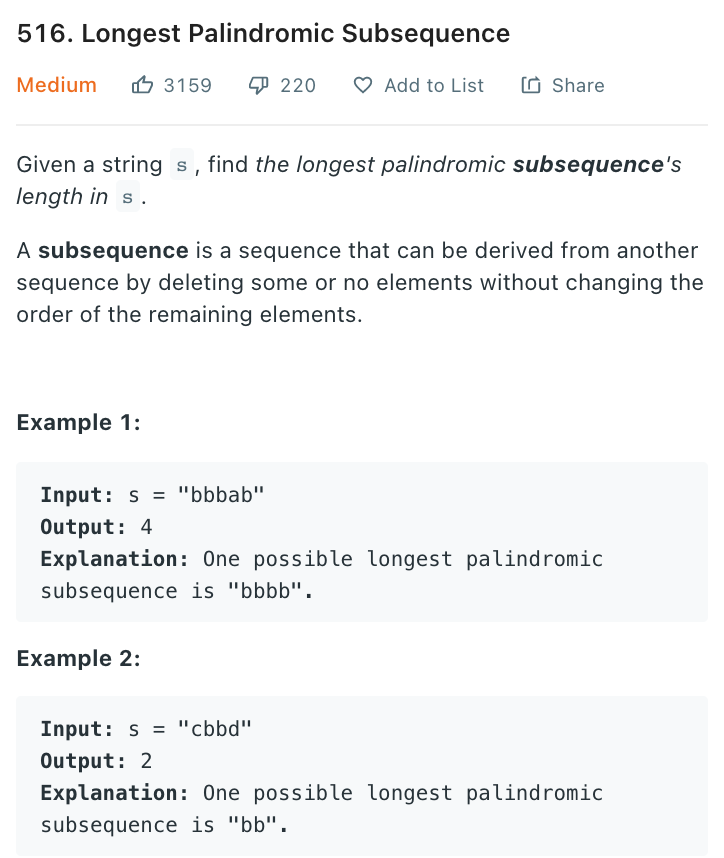 516. Longest Palindromic Subsequence
Medium 3159 220 Add to List Share
Given a string s , find the longest palindromic subsequence's
length in s .
A subsequence is a sequence that can be derived from another
sequence by deleting some or no elements without changing the
order of the remaining elements.
Example 1:
Input: s = "bbbab"
Output: 4
Explanation: One possible longest palindromic
subsequence is "bbbb".
Example 2:
Input: s = "cbbd"
Output: 2
Explanation: One possible longest palindromic
subsequence is "bb".